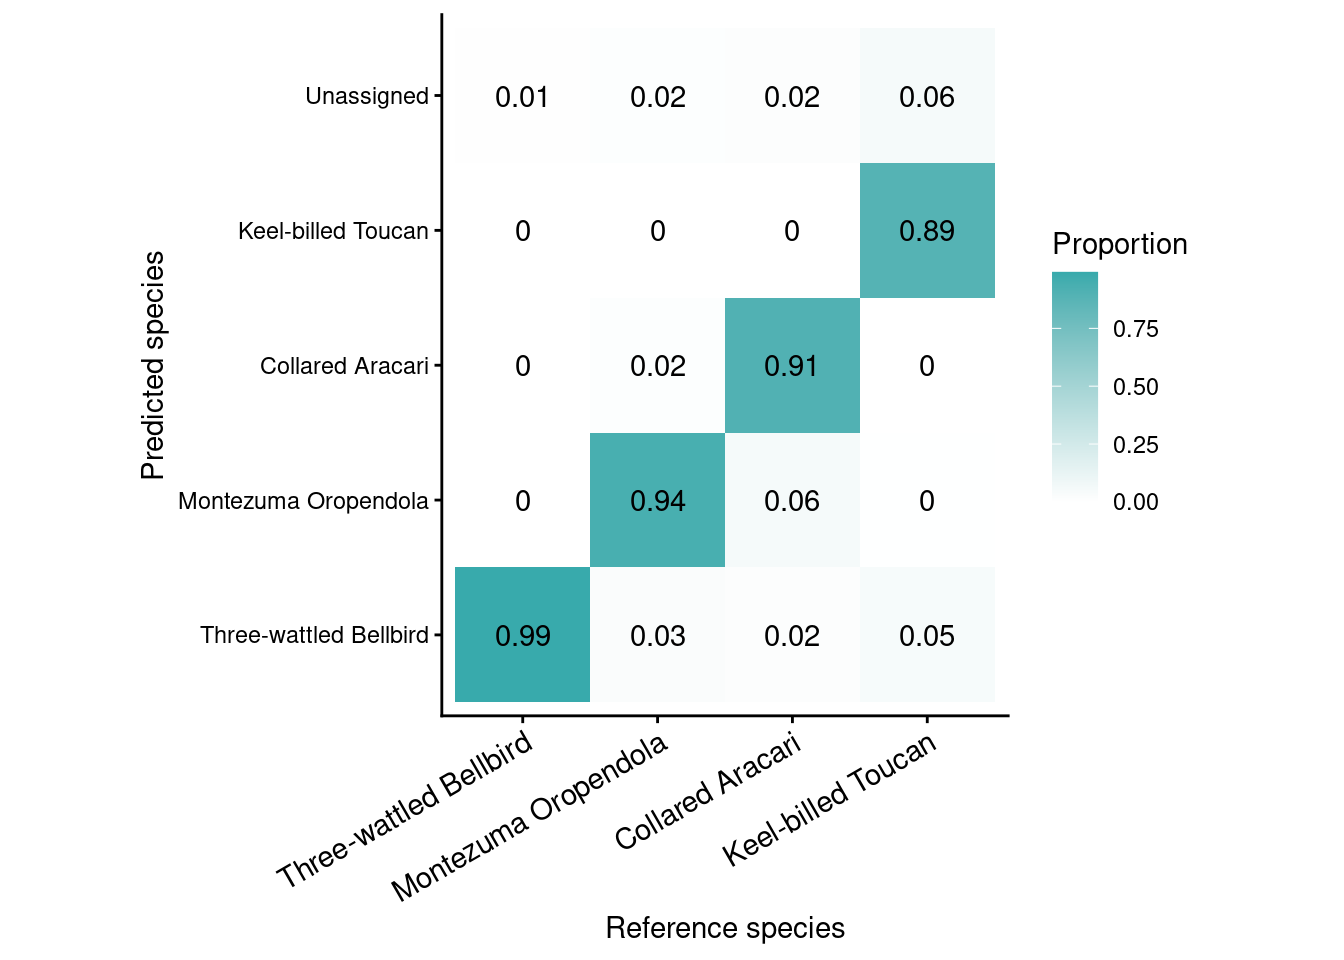 Unassigned 0.01 0.02 0.02 0.06
Keel-billed Toucan 0 0 0 0.89
Collared Aracari 0 0.02 0.91 0
Montezuma Oropendola 0 0.94 0.06 0
Three-wattled Bellbird 0.99 0.03 0.02 0.05
Predicted species
Three-wattled Bellbird
Montezuma Oropendola
Collared Aracari
Keel-billed Toucan
Reference species
Proportion
0.75
0.50
0.25
0.00